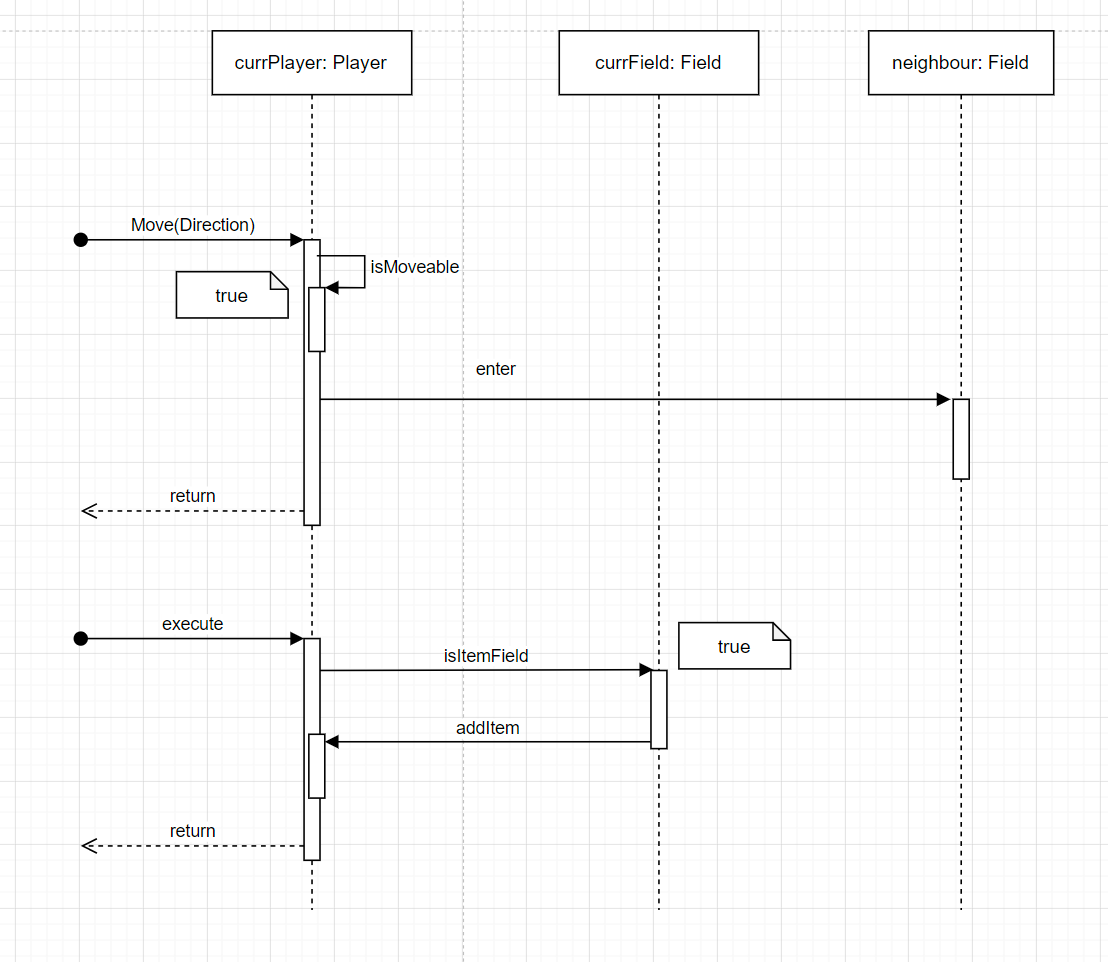 currPlayer: Player
currField: Field
neighbour: Field
Move(Direction)
isMoveable
true
enter
return
execute
true
isItemField
addItem
return